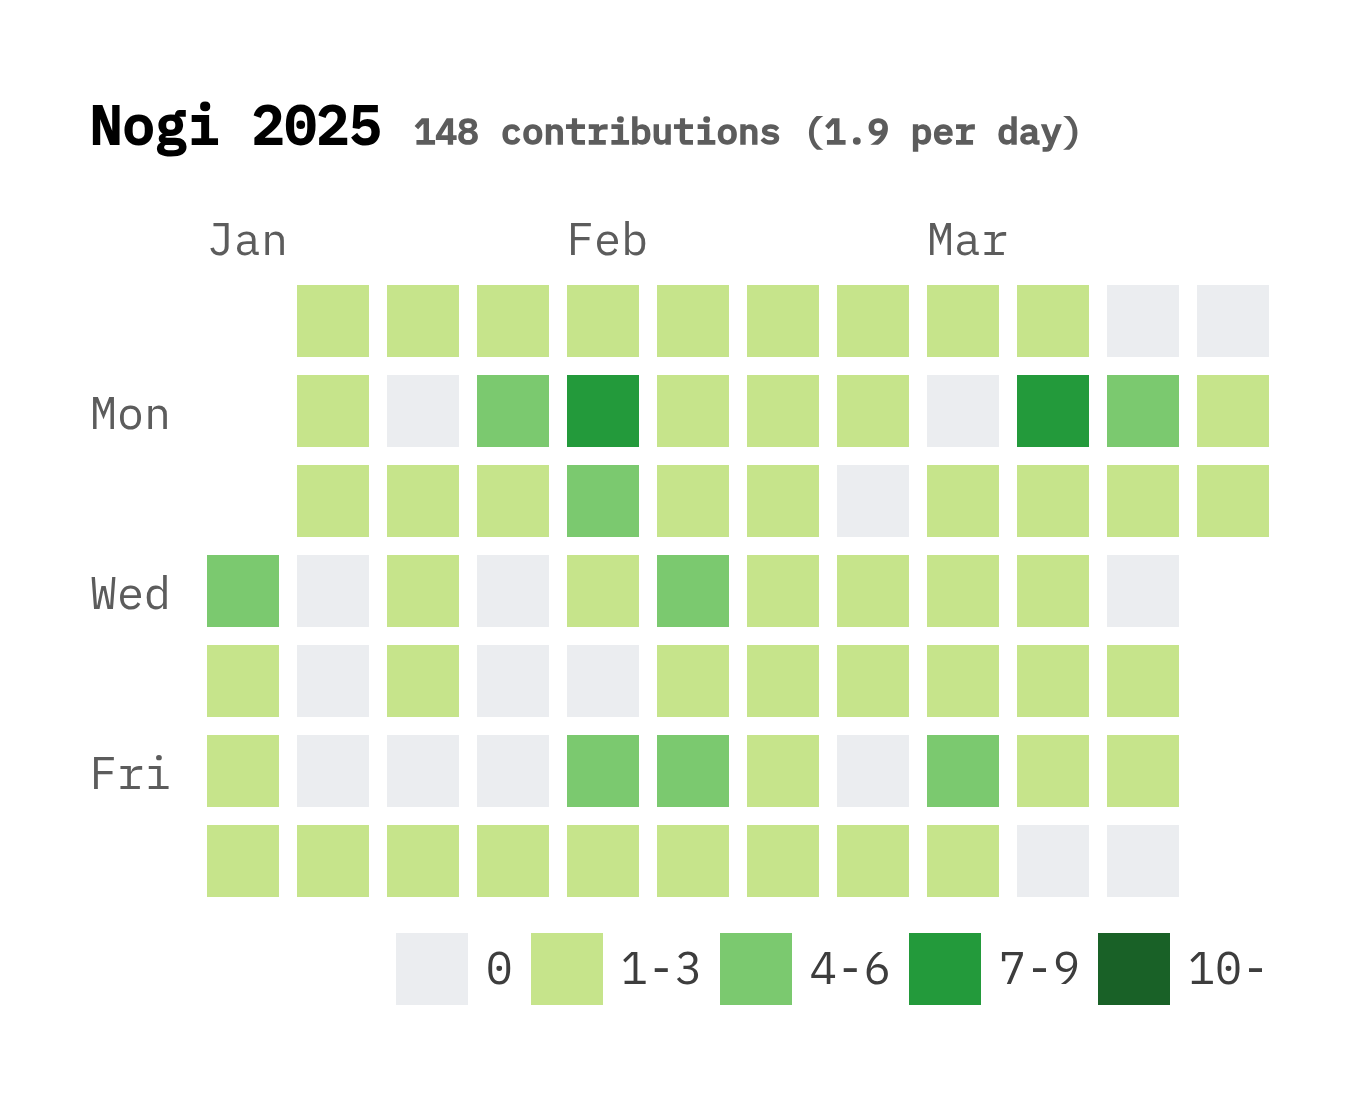 Nogi 2025 148 contributions (1.9 per day)
Jan Feb Mar
Mon
Wed
Fri
0 1-3 4-6 7-9 10-